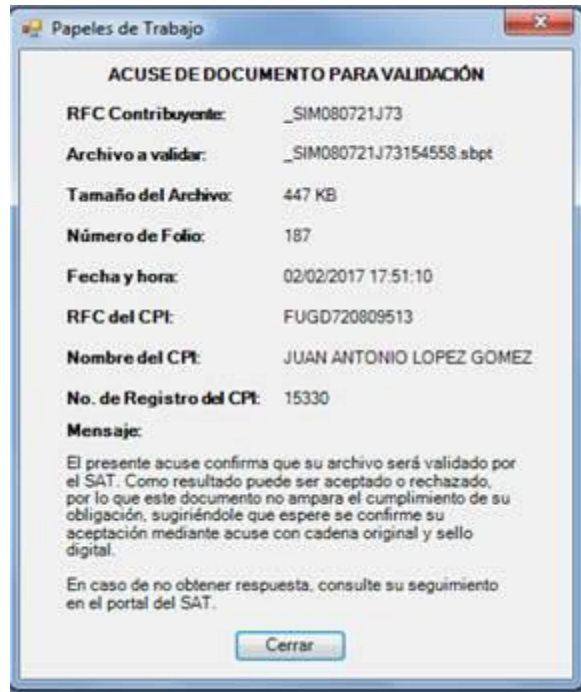 Papeles de Trabajo
ACUSE DE DOCUMENTO PARA VALIDACIÓN
RFC Contribuyente: _SIM080721J73
Archivo a validar: _SIM080721J73154558.sbpt
Tamaño del Archivo: 447 KB
Número de Folio: 187
Fecha y hora: 02/02/2017 17:51:10
RFC del CPI: FUGD720809513
Nombre del CPI: JUAN ANTONIO LOPEZ GOMEZ
No. de Registro del CPI: 15330
Mensaje:
El presente acuse confirma que su archivo será validado por
el SAT. Como resultado puede ser aceptado o rechazado,
por lo que este documento no ampara el cumplimiento de su
obligación, sugiriéndole que espere se confirme su
aceptación mediante acuse con cadena original y sello
digital.
En caso de no obtener respuesta, consulte su seguimiento
en el portal del SAT.
Cerrar